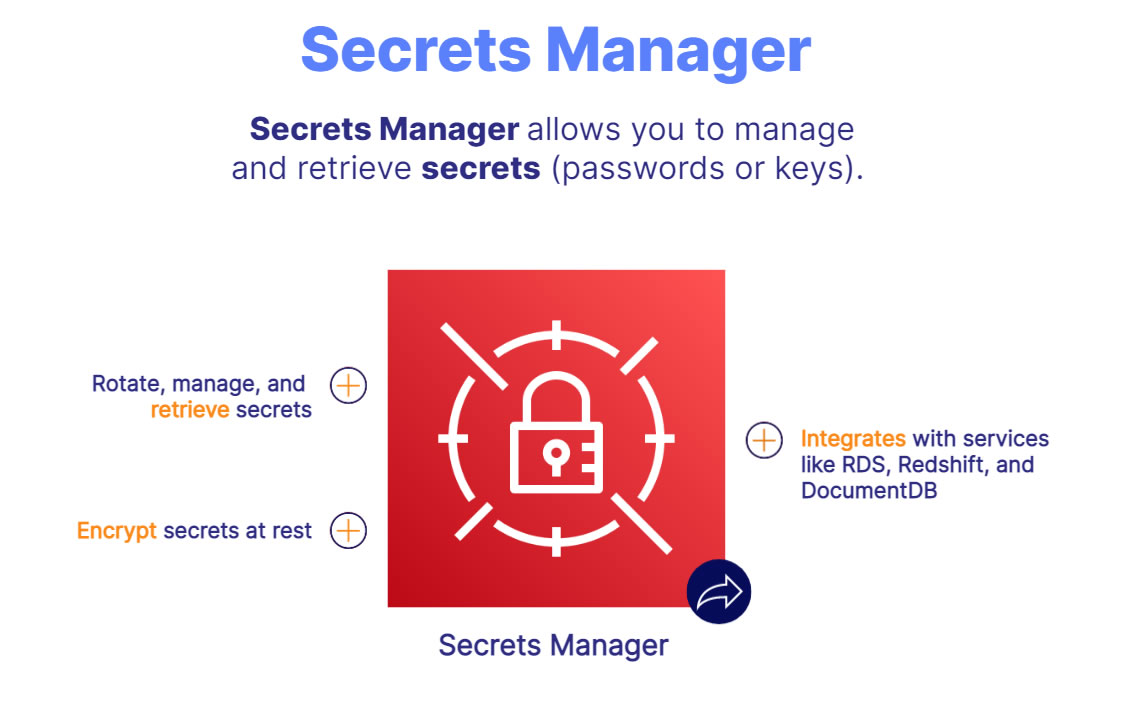 Secrets Manager
Secrets Manager allows you to manage
and retrieve secrets (passwords or keys).
Rotate, manage, and
retrieve secrets
Encrypt secrets at rest
Integrates with services
like RDS, Redshift, and
DocumentDB
Secrets Manager